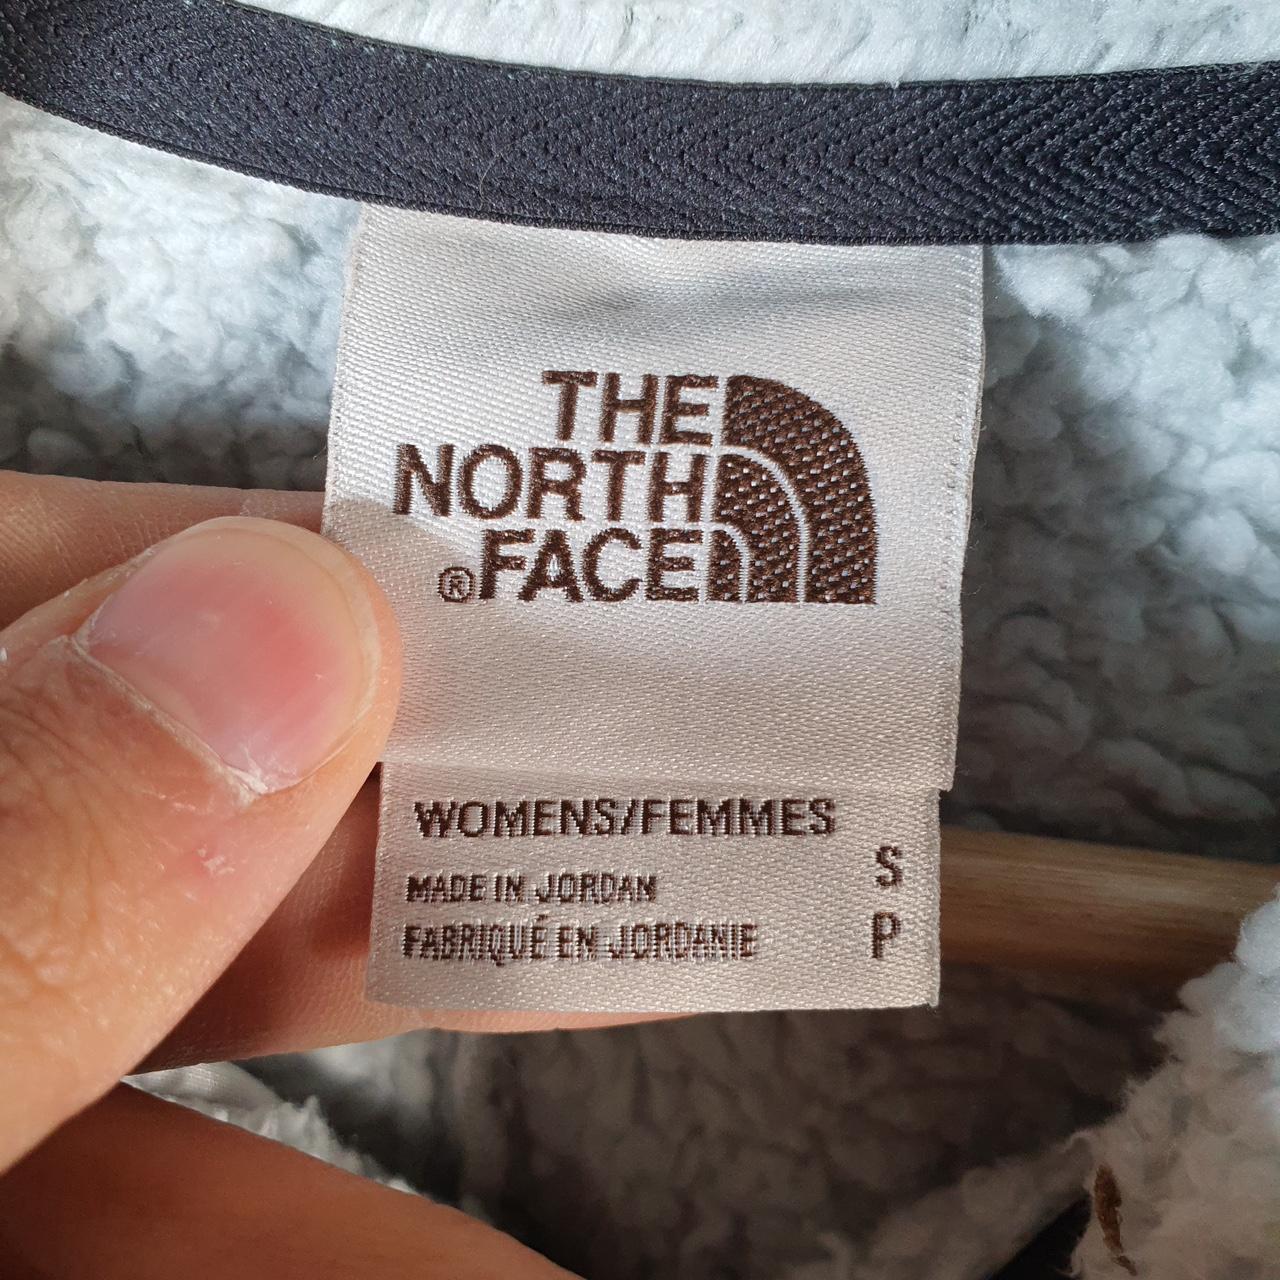 THE
NORTH
®FACE
WOMENS/FEMMES
S
MADE IN JORDAN
FABRIQUÉ EN JORDANIE
P